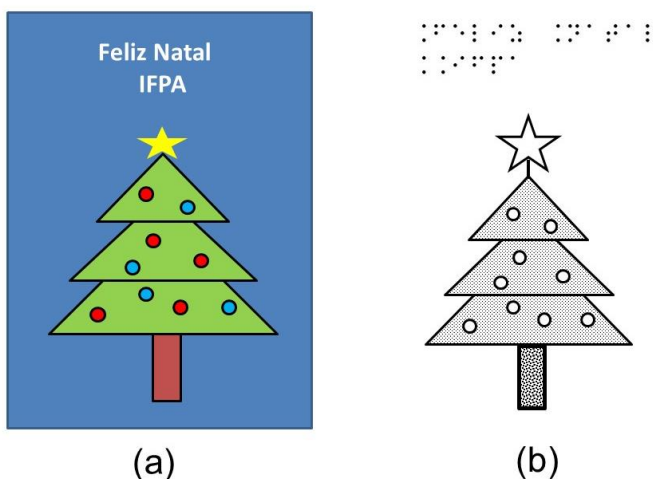 Feliz Natal
IFPA
⠨⠋⠑⠇⠊⠵ ⠨⠝⠁⠞⠁⠇
⠨⠨⠊⠋⠏⠁
(a)
(b)